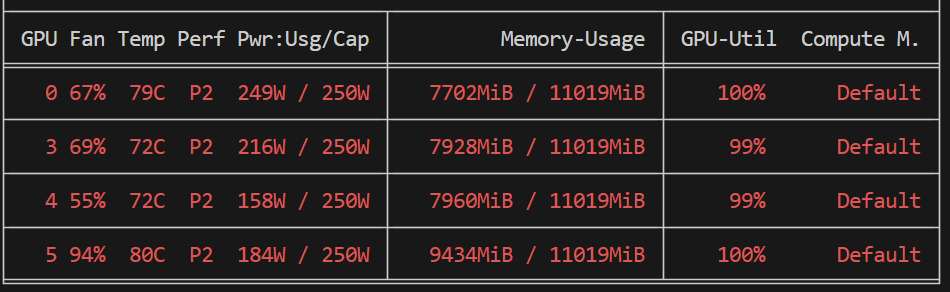 GPU Fan Temp Perf Pwr:Usg/Cap Memory-Usage GPU-Util Compute M.
0 67% 79C P2 249W / 250W 7702MiB / 11019MiB 100% Default
3 69% 72C P2 216W / 250W 7928MiB / 11019MiB 99% Default
4 55% 72C P2 158W / 250W 7960MiB / 11019MiB 99% Default
5 94% 80C P2 184W / 250W 9434MiB / 11019MiB 100% Default